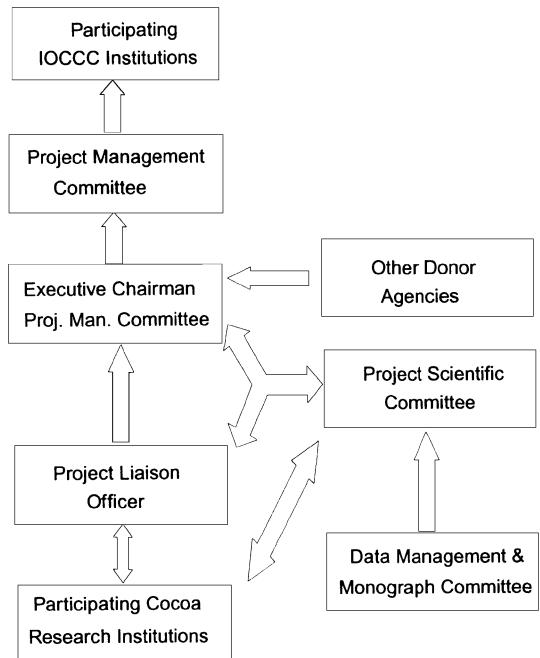 Participating
IOCCC Institutions
Project Management
Committee
Executive Chairman
Proj. Man. Committee
Other Donor
Agencies
Project Scientific
Committee
Project Liaison
Officer
Data Management &
Monograph Committee
Participating Cocoa
Research Institutions